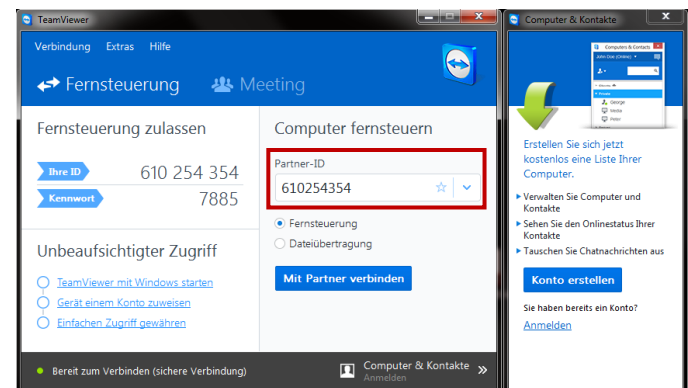 TeamViewer
Verbindung Extras Hilfe
Fernsteuerung Meeting
Fernsteuerung zulassen
Ihre ID 610 254 354
Kennwort 7885
Unbeaufsichtigter Zugriff
TeamViewer mit Windows starten
Gerät einem Konto zuweisen
Einfachen Zugriff gewähren
Computer fernsteuern
Partner-ID
610254354
Fernsteuerung
Dateiübertragung
Mit Partner verbinden
Bereit zum Verbinden (sichere Verbindung)
Computer & Kontakte
Anmelden
Computer & Kontakte
Computers & Contacts
John Doe (Online)
George
Media
Peter
Erstellen Sie sich jetzt
kostenlos eine Liste Ihrer
Computer.
Verwalten Sie Computer und
Kontakte
Sehen Sie den Onlinestatus Ihrer
Kontakte
Tauschen Sie Chatnachrichten aus
Konto erstellen
Sie haben bereits ein Konto?
Anmelden